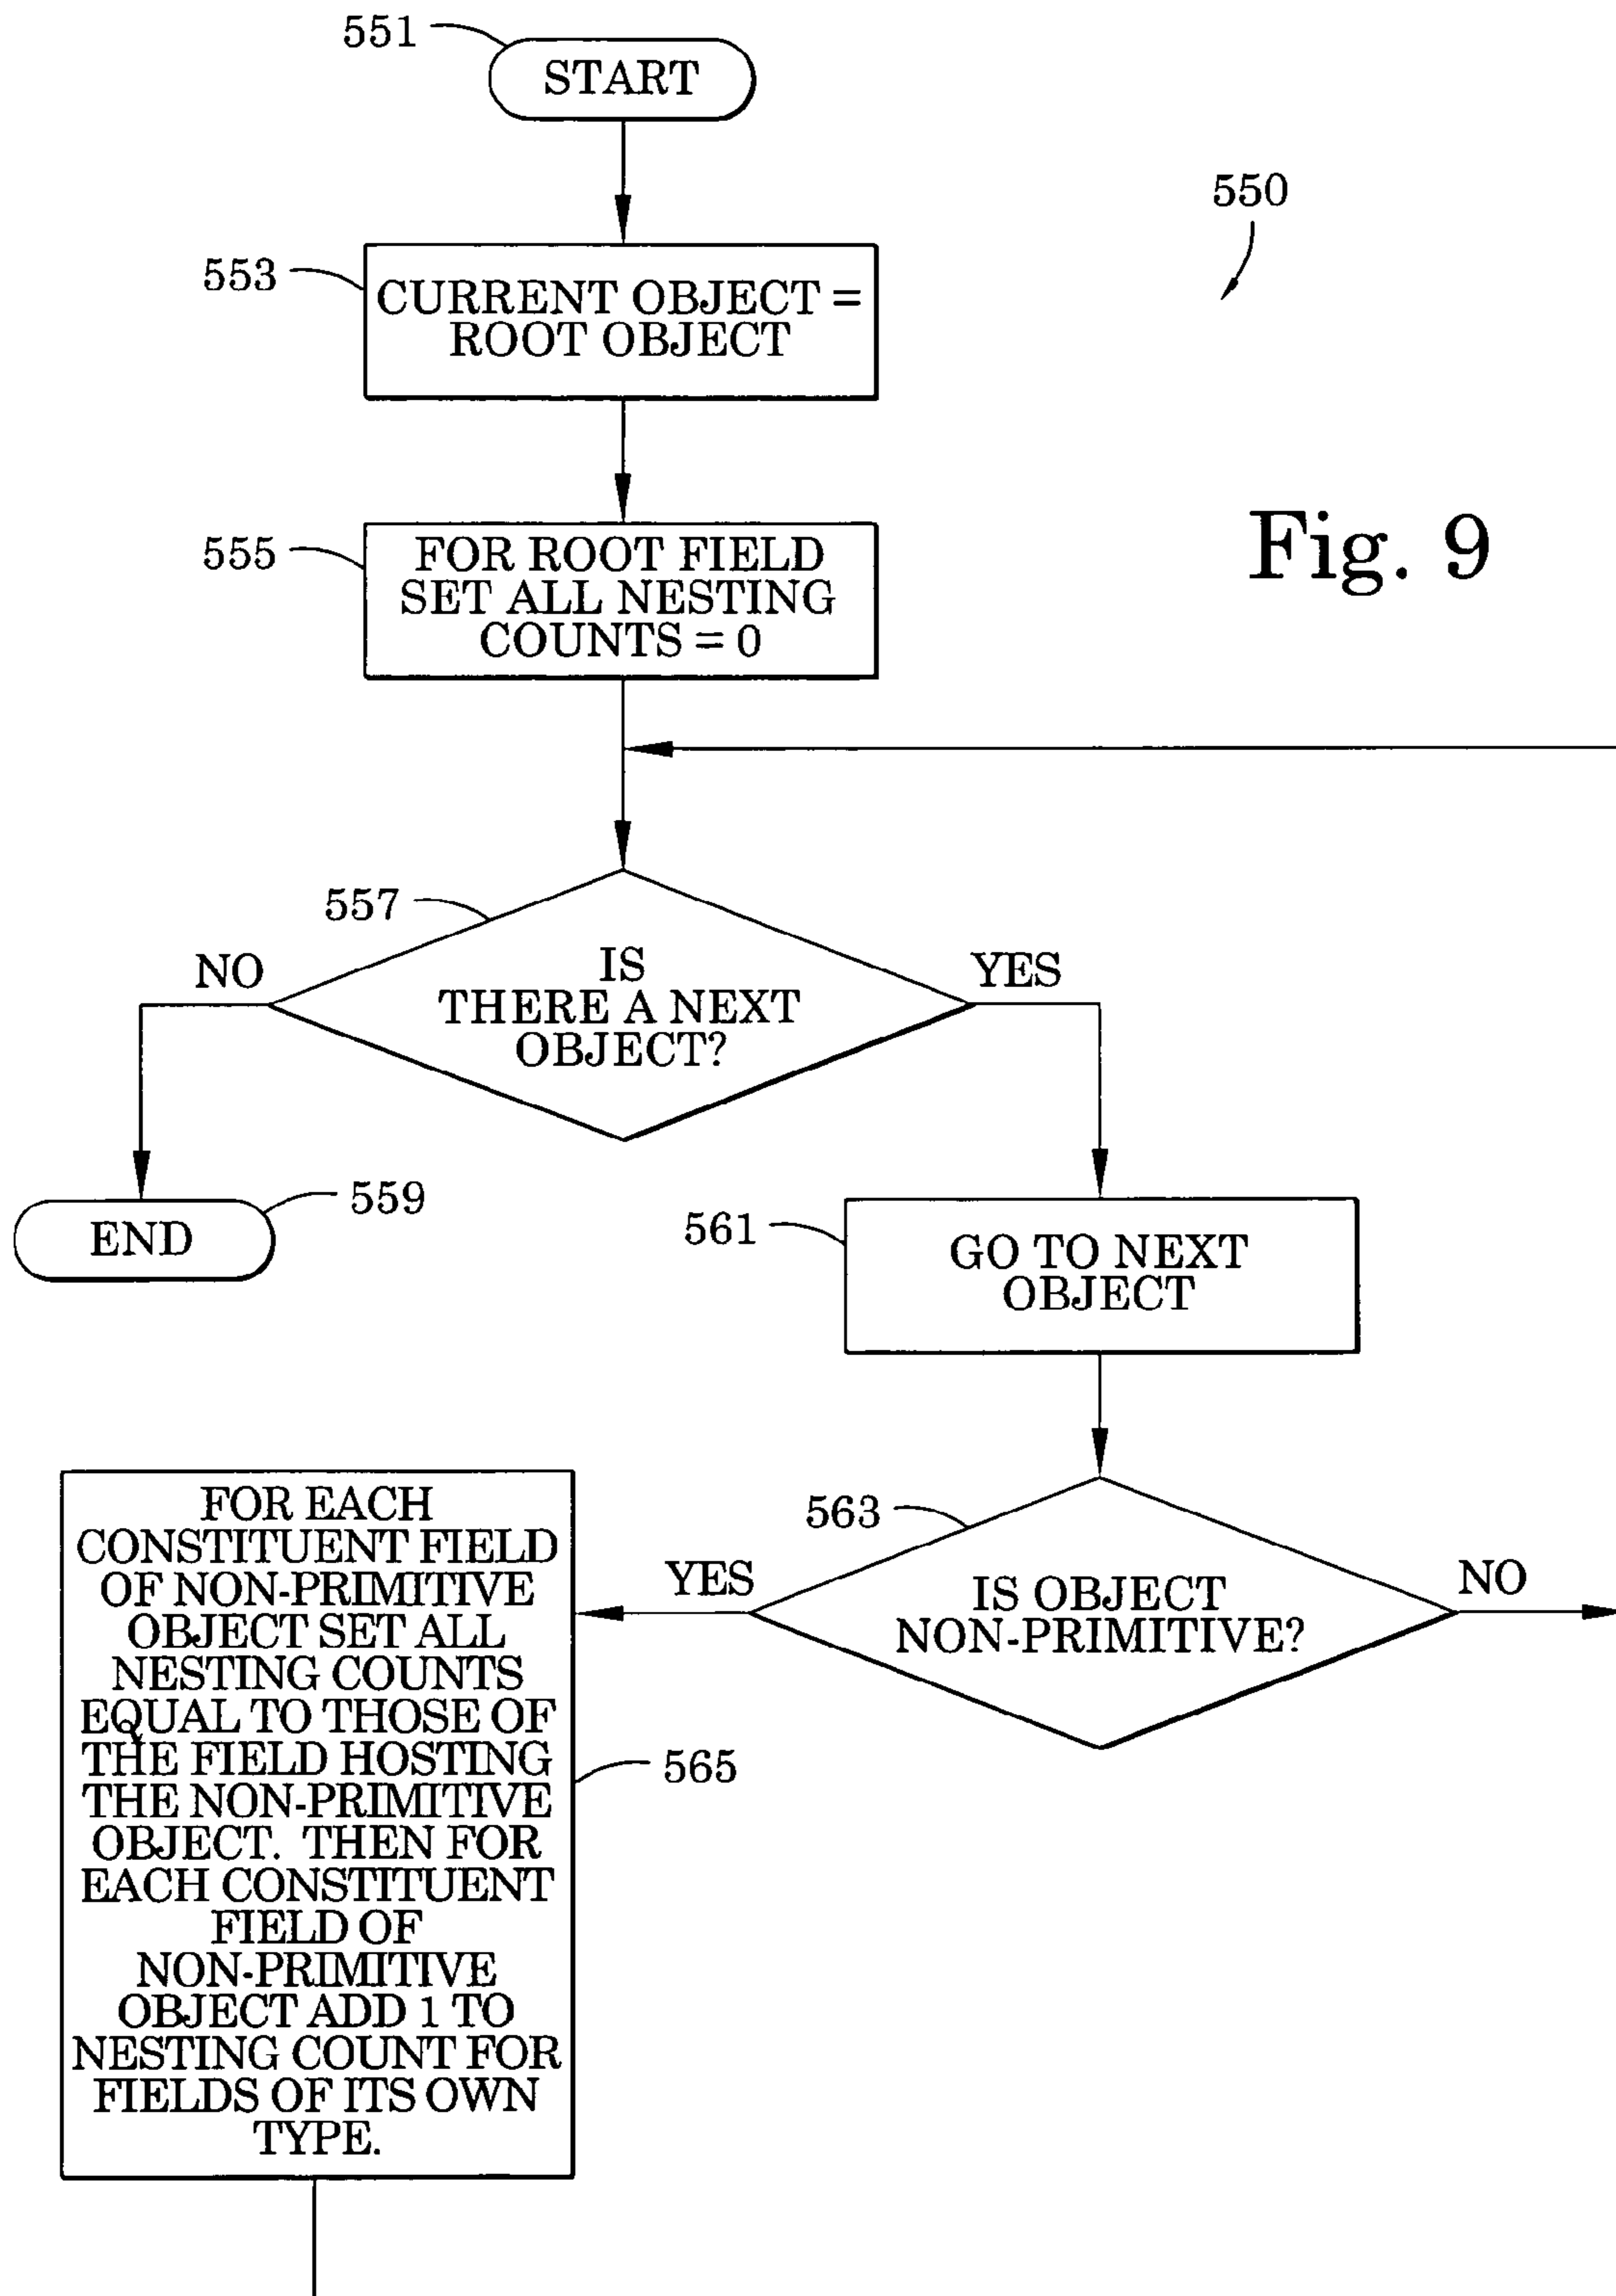 551
START
550
553
CURRENT OBJECT =
ROOT OBJECT
555
FOR ROOT FIELD
SET ALL NESTING
COUNTS = 0
Fig. 9
557
NO
IS
THERE A NEXT
OBJECT?
YES
END
559
561
GO TO NEXT
OBJECT
563
YES
IS OBJECT
NON-PRIMITIVE?
NO
FOR EACH
CONSTITUENT FIELD
OF NON-PRIMITIVE
OBJECT SET ALL
NESTING COUNTS
EQUAL TO THOSE OF
THE FIELD HOSTING
THE NON-PRIMITIVE
OBJECT. THEN FOR
EACH CONSTITUENT
FIELD OF
NON-PRIMITIVE
OBJECT ADD 1 TO
NESTING COUNT FOR
FIELDS OF ITS OWN
TYPE.
565